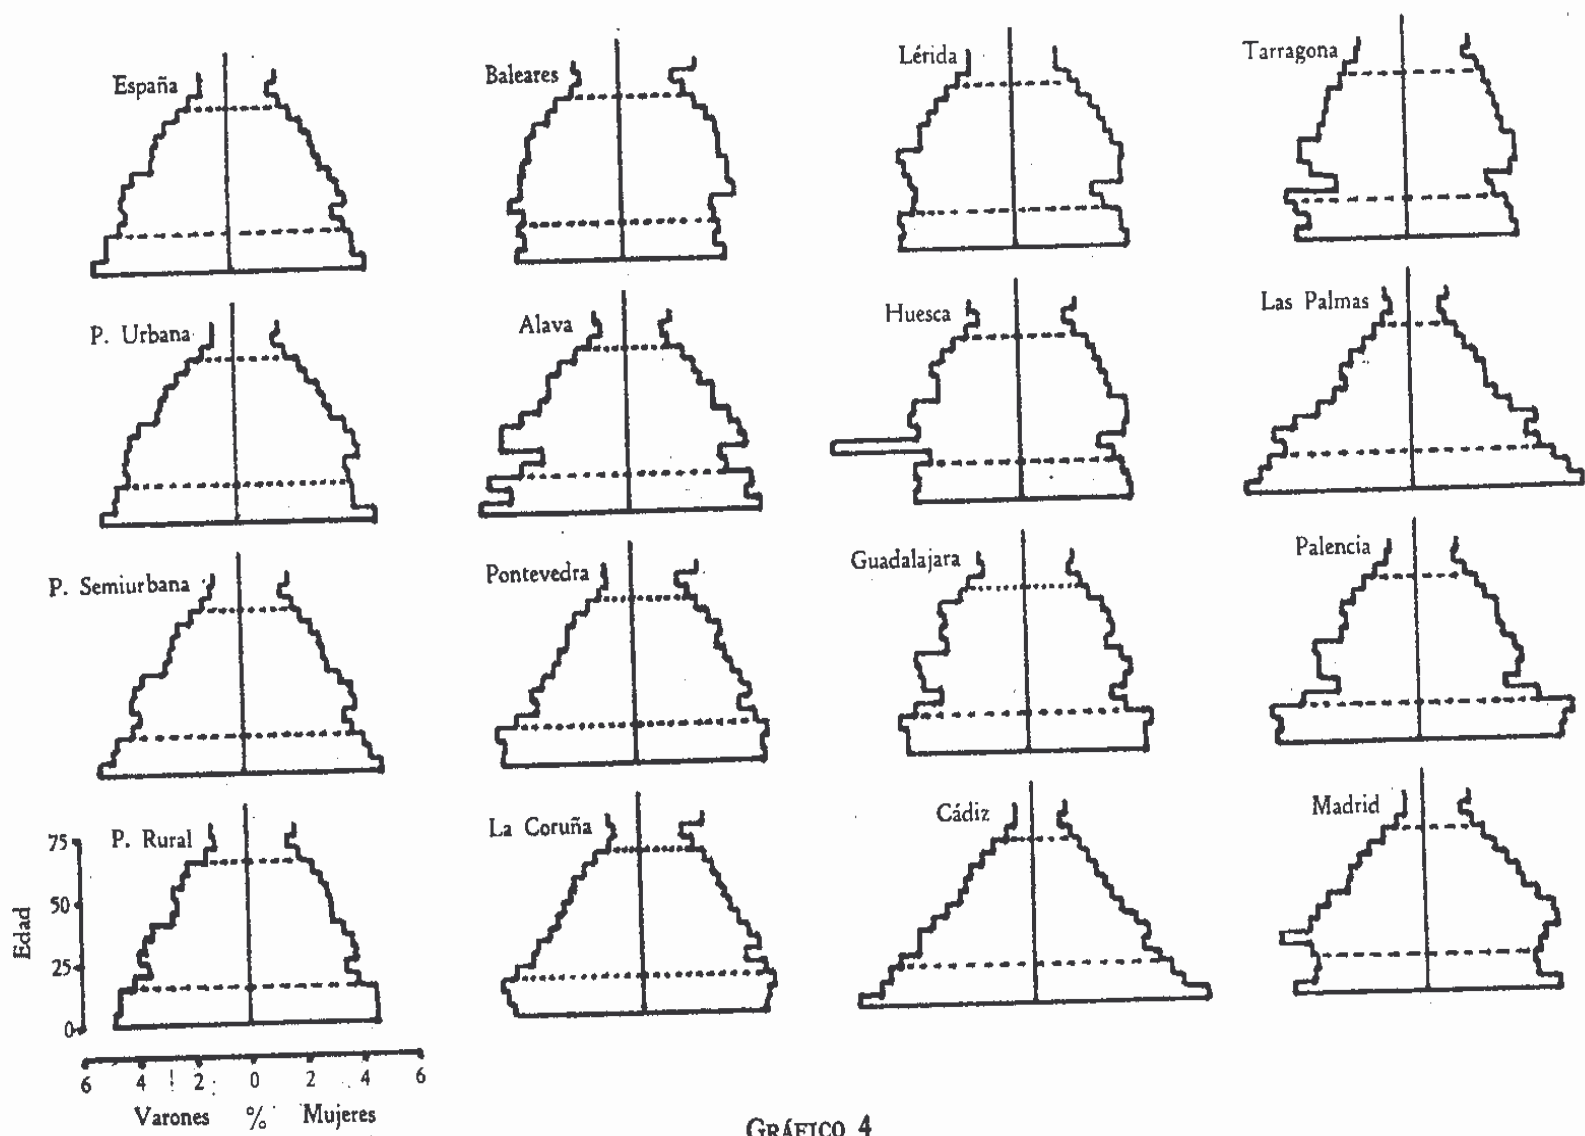 España
Baleares
Lérida
Tarragona
P. Urbana
Alava
Huesca
Las Palmas
P. Semiurbana
Pontevedra
Guadalajara
Palencia
P. Rural
La Coruña
Cádiz
Madrid
75
50
25
0
Edad
6 4 2 0 2 4 6
Varones % Mujeres
GRÁFICO 4